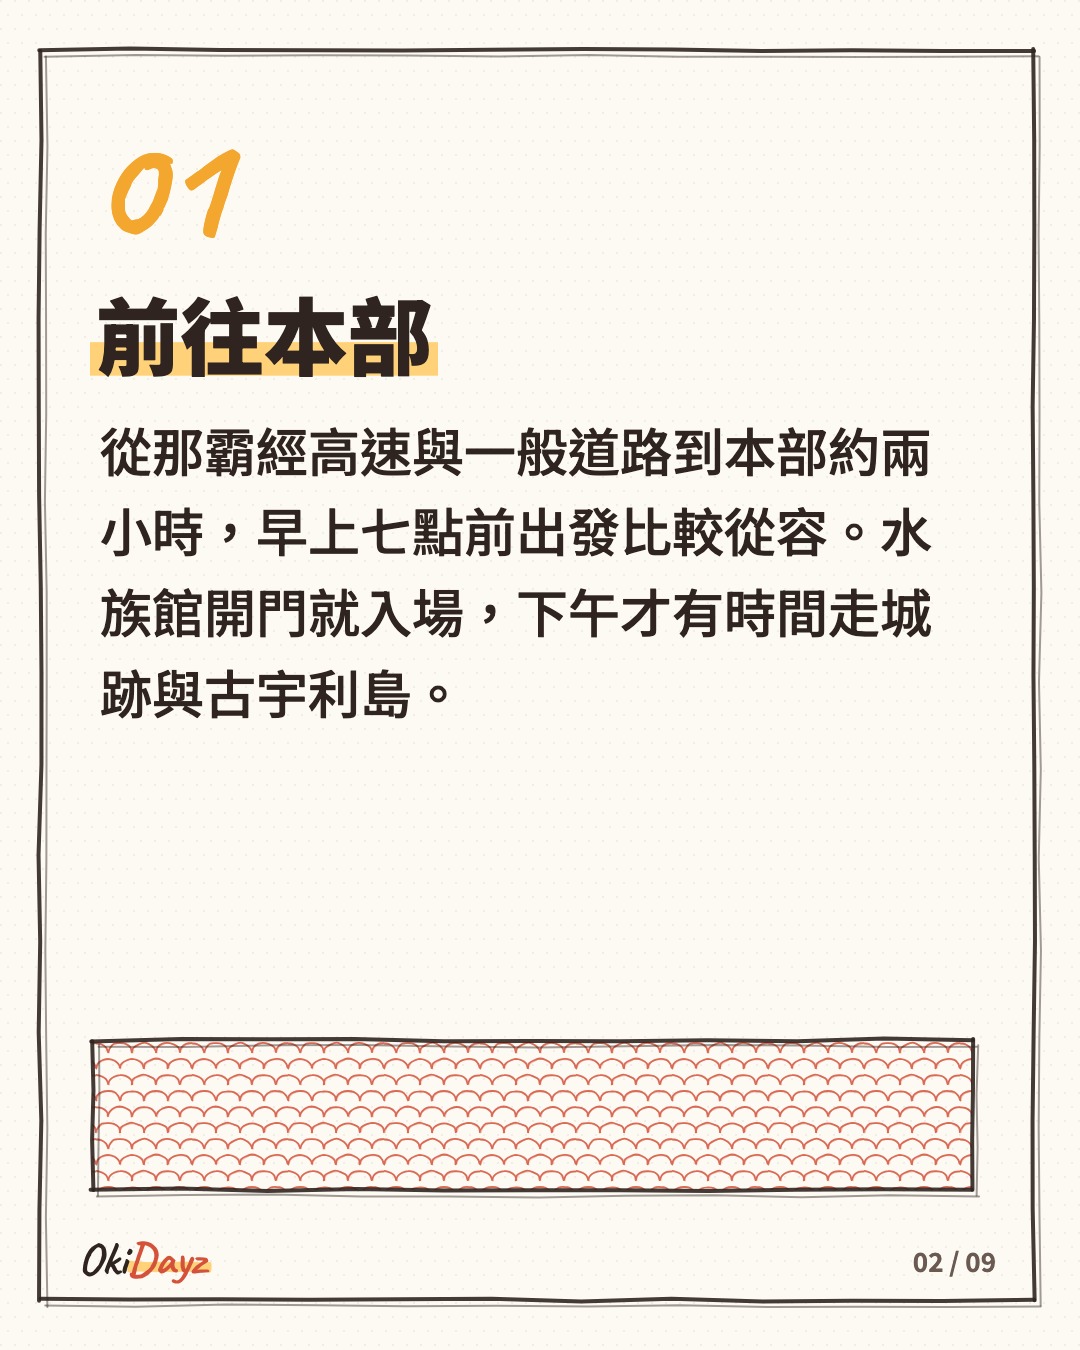 01
前往本部
從那霸經高速與一般道路到本部約兩
小時，早上七點前出發比較從容。水
族館開門就入場，下午才有時間走城
跡與古宇利島。
OkiDayz
02 / 09